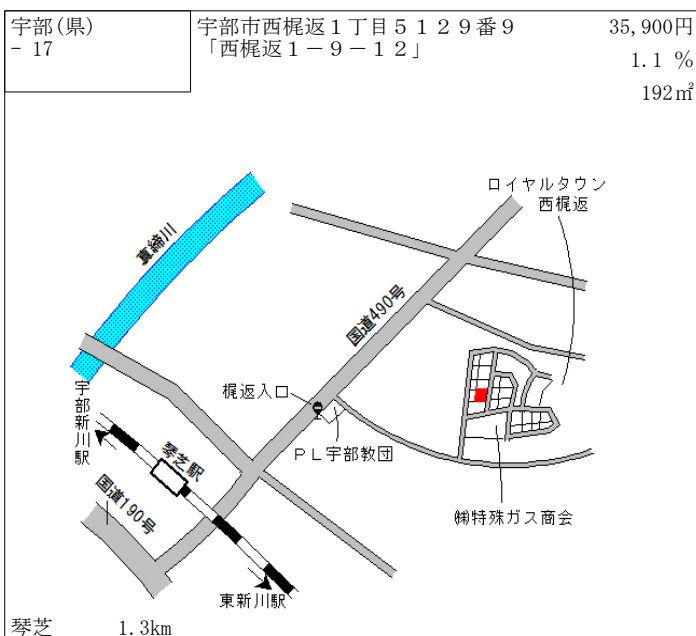 宇部(県)
- 17
宇部市西梶返１丁目５１２９番９
「西梶返１－９－１２」
35,900円
1.1 %
192㎡
ロイヤルタウン
西梶返
真締川
国道490号
梶返入口
宇部新川駅
琴芝駅
ＰＬ宇部教団
国道190号
㈱特殊ガス商会
東新川駅
琴芝 1.3km